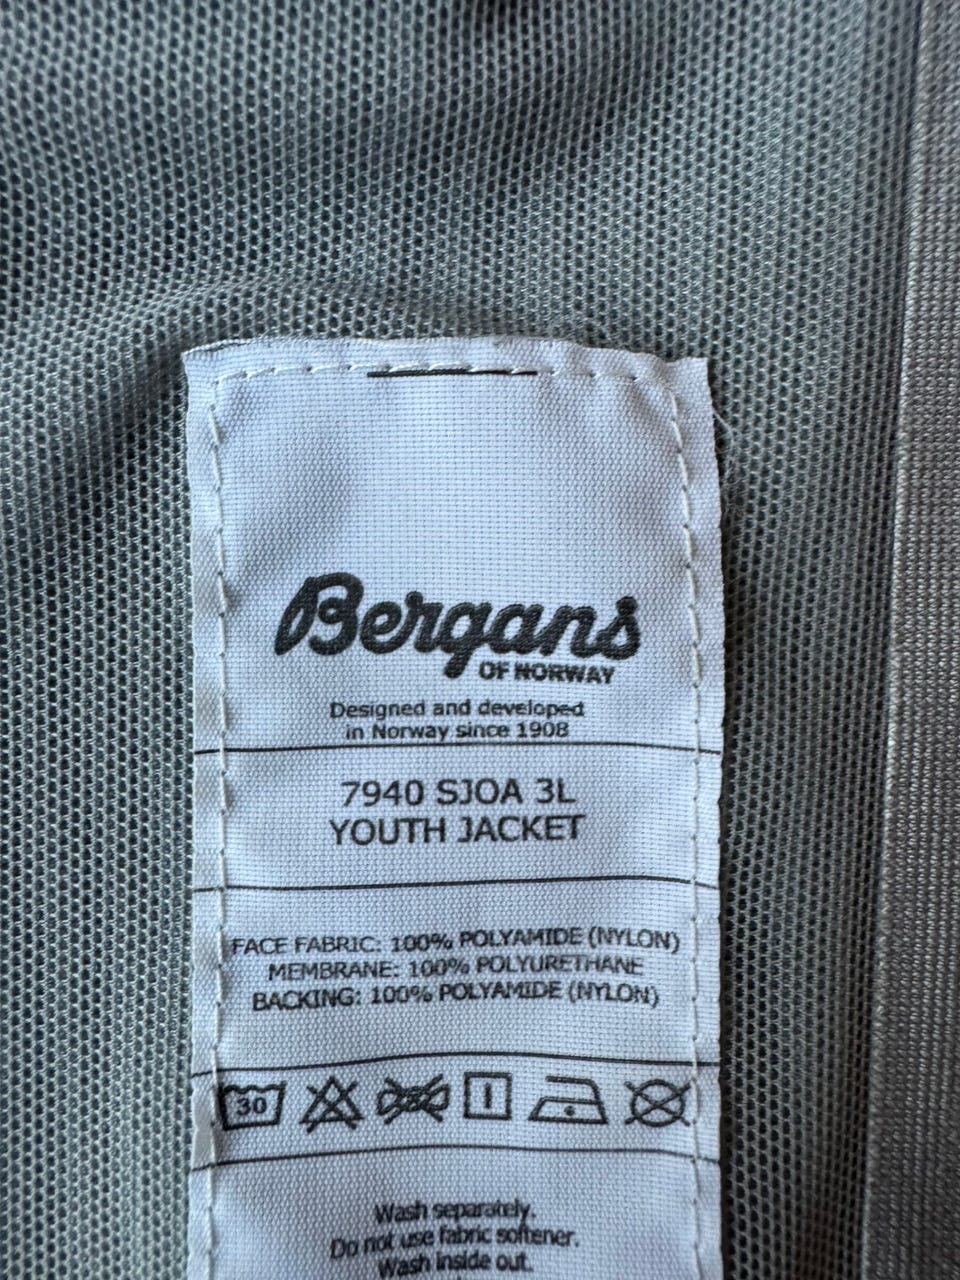 Bergans
OF NORWAY
Designed and developed
in Norway since 1908
7940 SJOA 3L
YOUTH JACKET
FACE FABRIC: 100% POLYAMIDE (NYLON)
MEMBRANE: 100% POLYURETHANE
BACKING: 100% POLYAMIDE (NYLON)
30
Wash separately.
Do not use fabric softener.
Wash inside out.